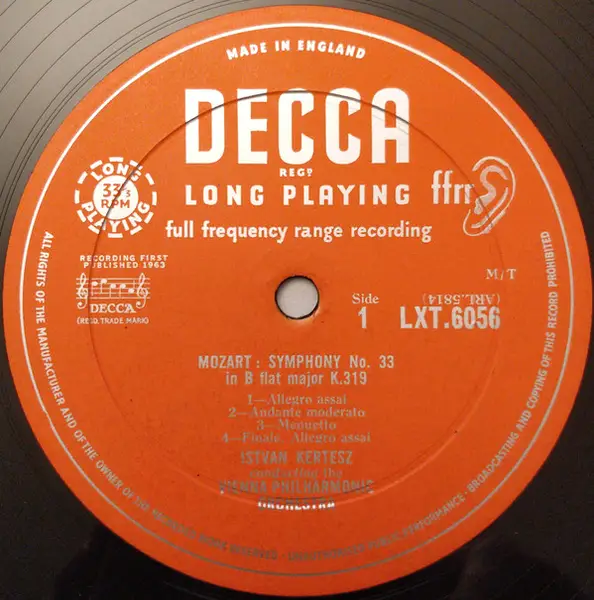 MADE IN ENGLAND
DECCA
REGD
LONG PLAYING
ffrr
full frequency range recording
LONG PLAYING
33⅓
RPM
RECORDING FIRST
PUBLISHED 1963
DECCA
(REGD. TRADE MARK)
M/T
(ARL.5814)
Side
1
LXT.6056
MOZART : SYMPHONY No. 33
in B flat major K.319
1—Allegro assai
2—Andante moderato
3—Menuetto
4—Finale. Allegro assai
ISTVAN KERTESZ
conducting the
VIENNA PHILHARMONIC
ORCHESTRA
ALL RIGHTS OF THE MANUFACTURER AND OF THE OWNER OF THE RECORDED WORK RESERVED · UNAUTHORISED PUBLIC PERFORMANCE · BROADCASTING AND COPYING OF THIS RECORD PROHIBITED